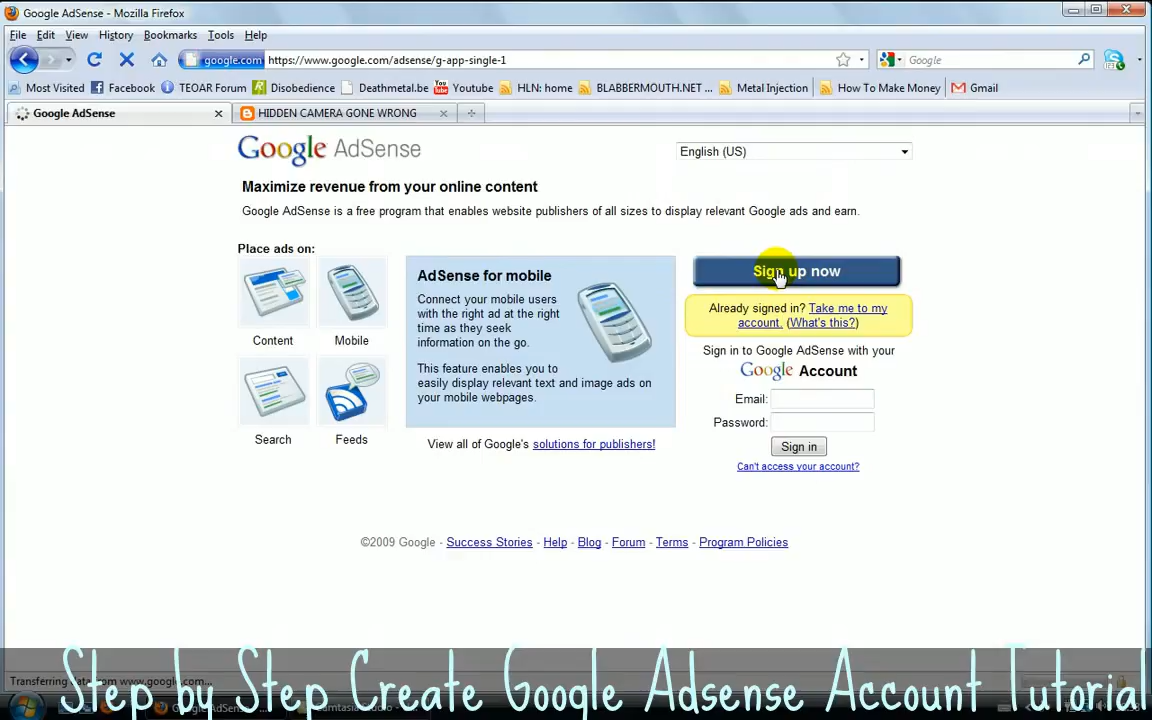 Google AdSense - Mozilla Firefox
File Edit View History Bookmarks Tools Help
google.com https://www.google.com/adsense/g-app-single-1 Google
Most Visited Facebook TEOAR Forum Disobedience Deathmetal.be Youtube HLN: home BLABBERMOUTH.NET ... Metal Injection How To Make Money Gmail
Google AdSense HIDDEN CAMERA GONE WRONG
Google AdSense
English (US)
Maximize revenue from your online content
Google AdSense is a free program that enables website publishers of all sizes to display relevant Google ads and earn.
Place ads on:
Content
Mobile
Search
Feeds
AdSense for mobile
Connect your mobile users
with the right ad at the right
time as they seek
information on the go.
This feature enables you to
easily display relevant text and image ads on
your mobile webpages.
View all of Google's solutions for publishers!
Sign up now
Already signed in? Take me to my
account. (What's this?)
Sign in to Google AdSense with your
Google Account
Email:
Password:
Sign in
Can't access your account?
©2009 Google - Success Stories - Help - Blog - Forum - Terms - Program Policies
Transferring data from www.google.com...
Step by Step Create Google Adsense Account Tutorial